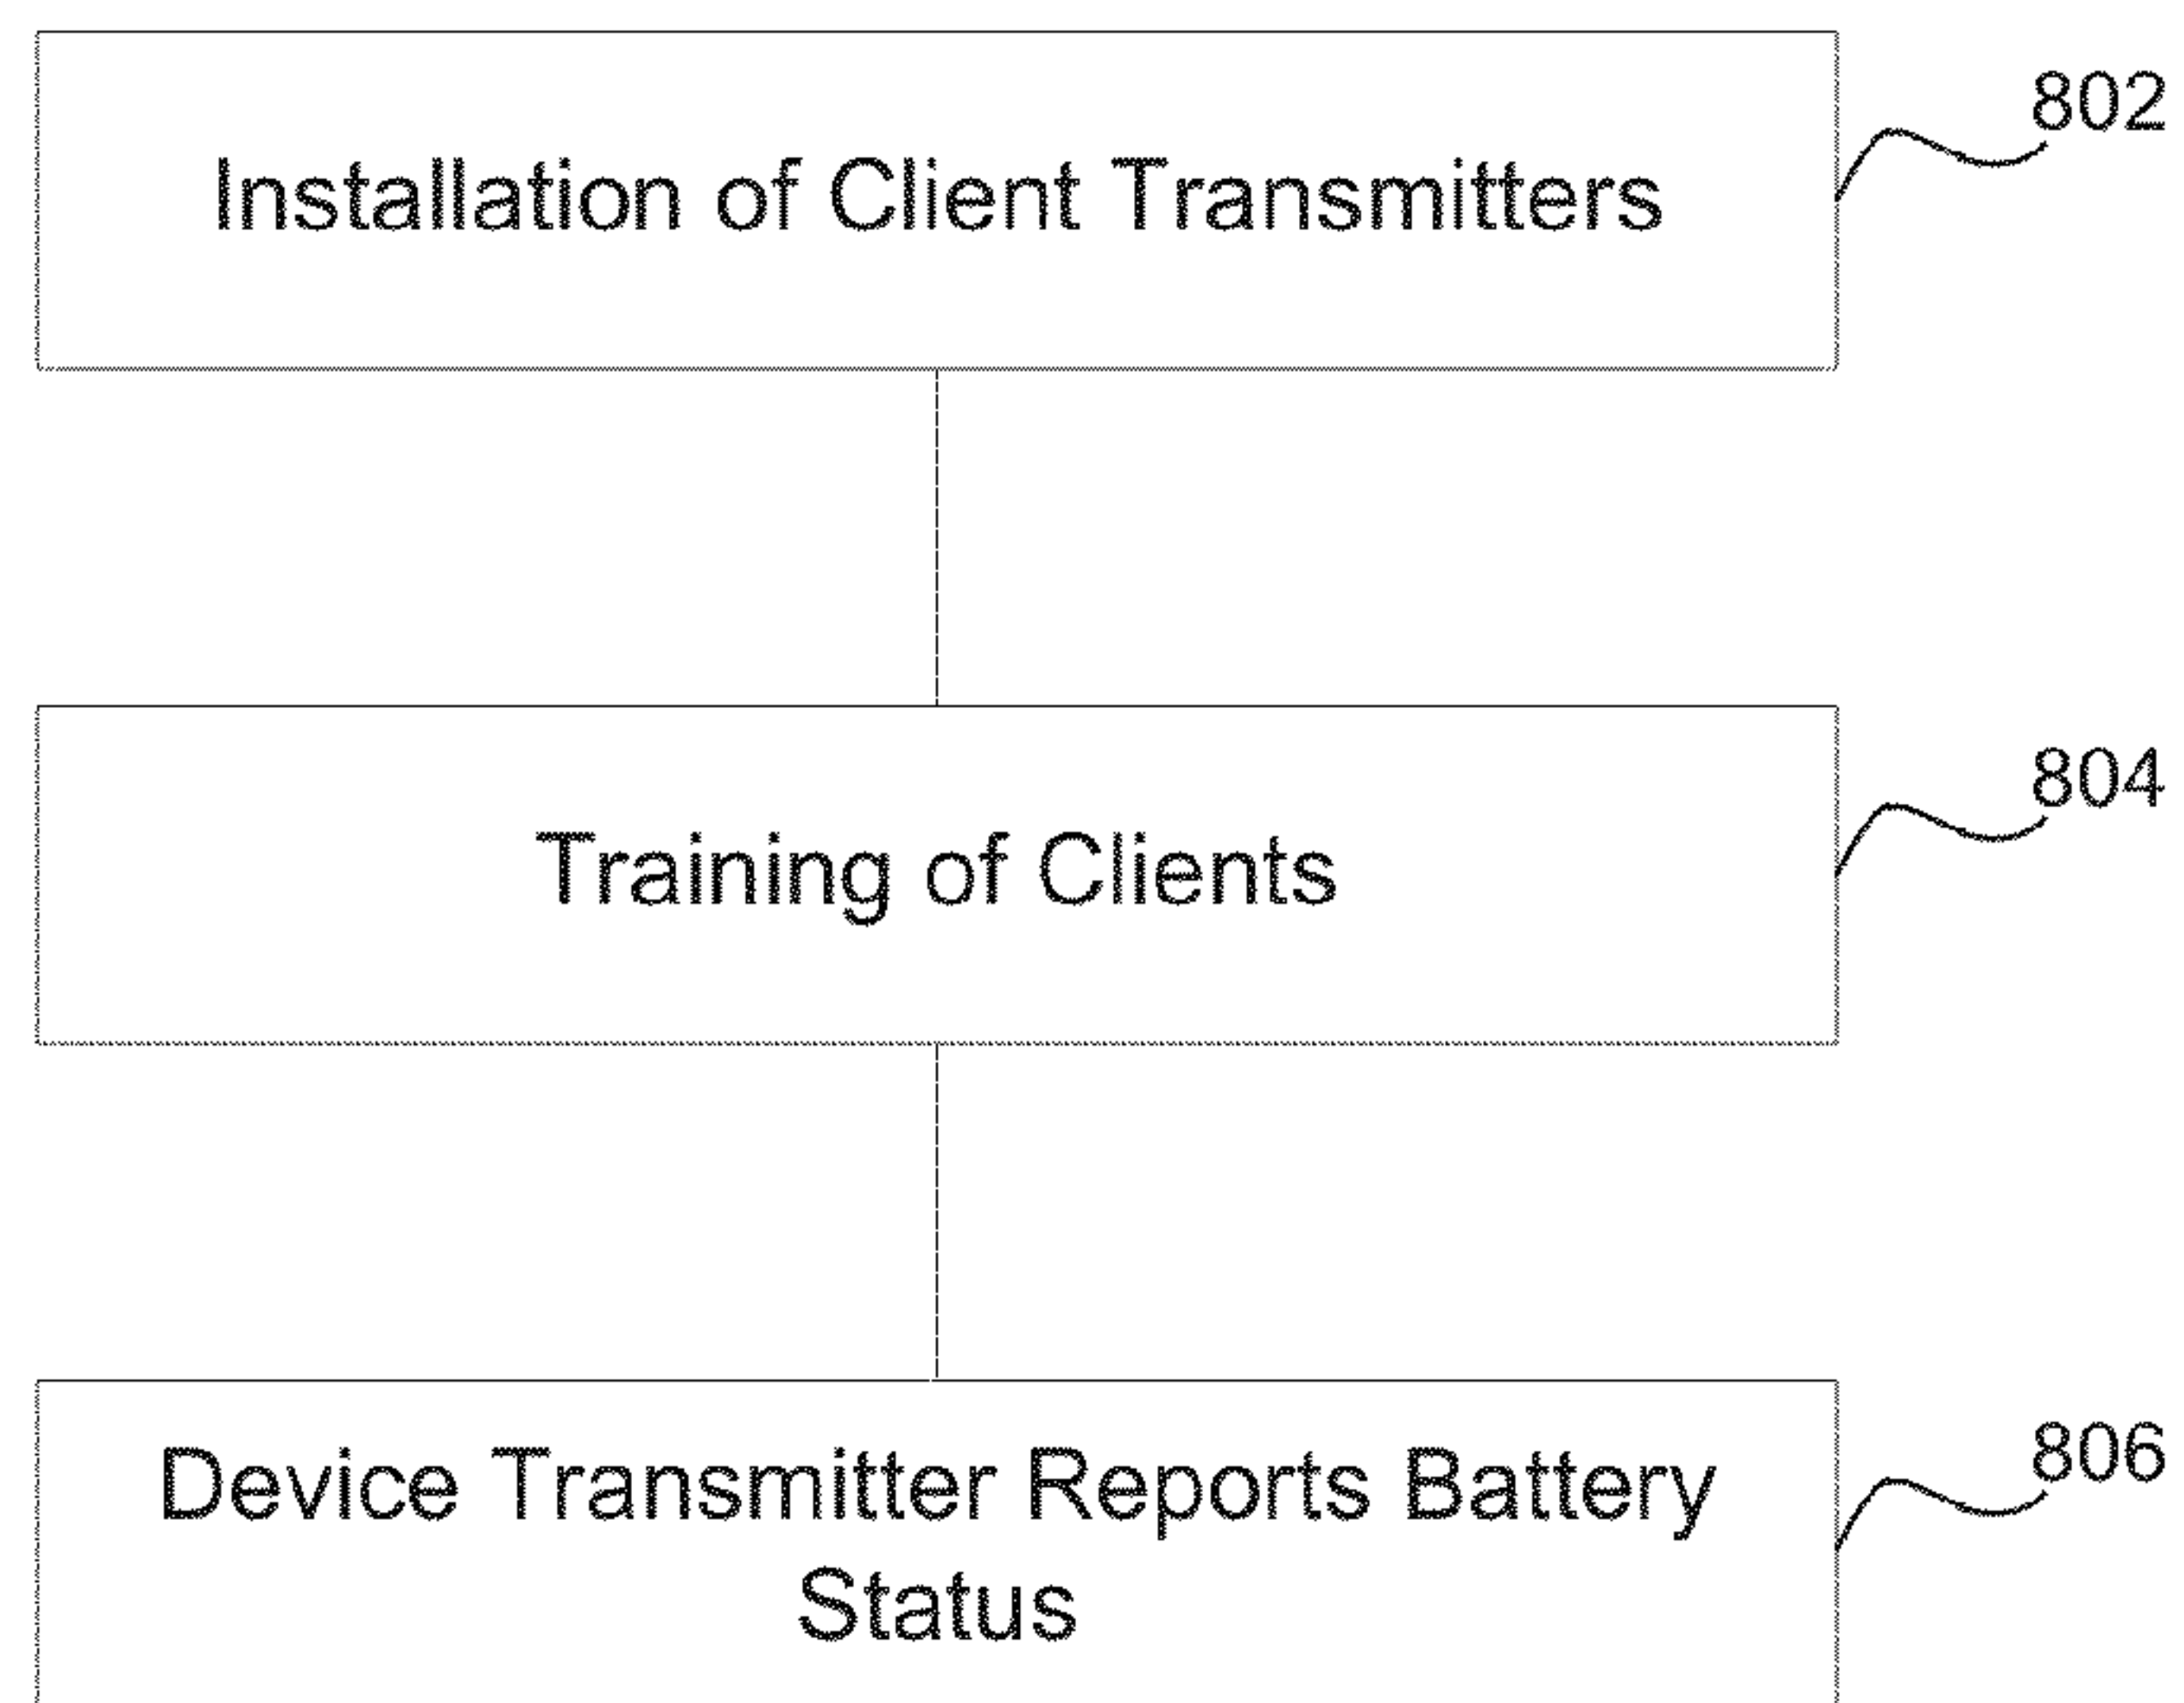 802
Installation of Client Transmitters
804
Training of Clients
806
Device Transmitter Reports Battery
Status